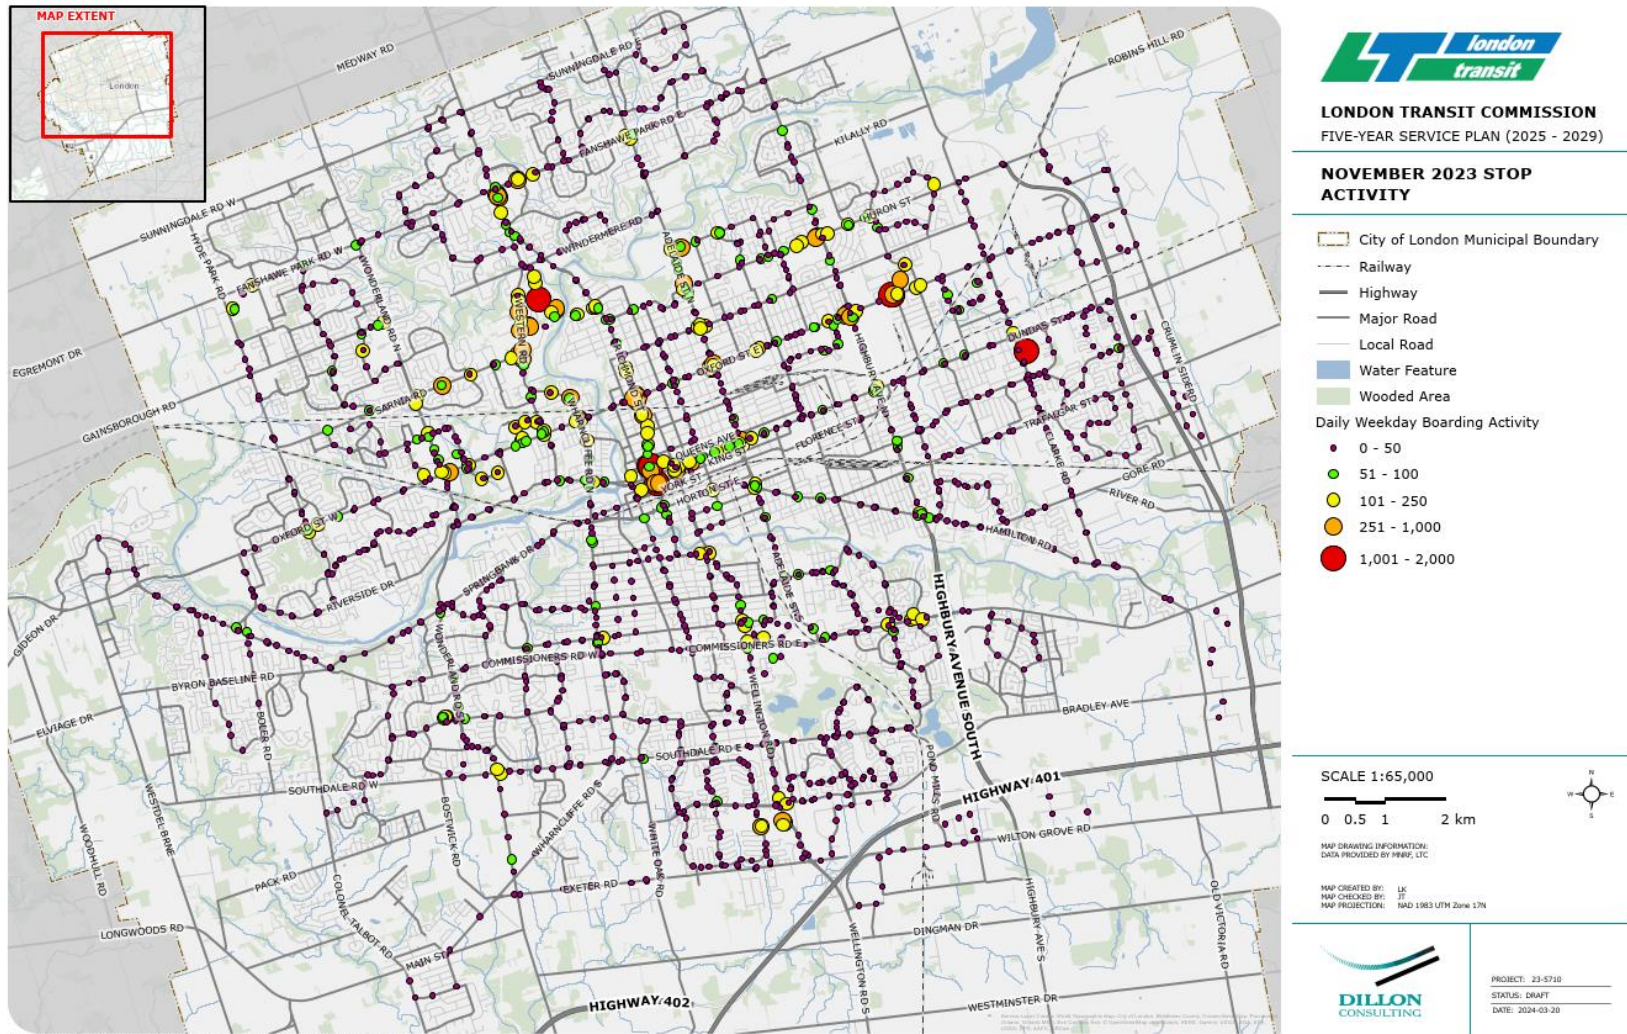 MAP EXTENT
London
MEDWAY RD
SUNNINGDALE RD E
ROBINS HILL RD
FANSHAWE PARK RD E
KILALLY RD
SUNNINGDALE RD W
HYDE PARK RD
FANSHAWE PARK RD W
WONDERLAND RD N
WINDERMERE RD
ADELAIDE ST N
HURON ST
EGREMONT DR
WESTERN RD
DUNDAS ST
CRUMLIN SIDERD
RICHMOND ST
OXFORD ST E
HIGHBURY AVE N
GAINSBOROUGH RD
SARNIA RD
WHARNCLIFFE RD N
QUEENS AVE
KING ST
YORK ST
HORTON ST E
FLORENCE ST
TRAFALGAR ST
CLARKE RD
GORE RD
RIVER RD
OXFORD ST W
HAMILTON RD
SPRINGBANK DR
RIVERSIDE DR
ADELAIDE ST S
GIDEON DR
WONDERLAND RD S
COMMISSIONERS RD W
COMMISSIONERS RD E
HIGHBURY AVENUE SOUTH
BYRON BASELINE RD
BOLER RD
WELLINGTON RD
BRADLEY AVE
ELVIAGE DR
SOUTHDALE RD E
SOUTHDALE RD W
POND MILLS RD
HIGHWAY 401
WESTDEL BRNE
WOODHULL RD
BOSTWICK RD
WHARNCLIFFE RD S
WHITE OAK RD
WILTON GROVE RD
PACK RD
COLONEL TALBOT RD
EXETER RD
HIGHBURY AVE S
OLD VICTORIA RD
LONGWOODS RD
MAIN ST
DINGMAN DR
WELLINGTON RD S
HIGHWAY 402
WESTMINSTER DR
london
transit
LONDON TRANSIT COMMISSION
FIVE-YEAR SERVICE PLAN (2025 - 2029)
NOVEMBER 2023 STOP
ACTIVITY
City of London Municipal Boundary
Railway
Highway
Major Road
Local Road
Water Feature
Wooded Area
Daily Weekday Boarding Activity
0 - 50
51 - 100
101 - 250
251 - 1,000
1,001 - 2,000
SCALE 1:65,000
0 0.5 1 2 km
N
W E
S
MAP DRAWING INFORMATION:
DATA PROVIDED BY MNRF, LTC
MAP CREATED BY: LK
MAP CHECKED BY: JT
MAP PROJECTION: NAD 1983 UTM Zone 17N
DILLON
CONSULTING
PROJECT: 23-5710
STATUS: DRAFT
DATE: 2024-03-20